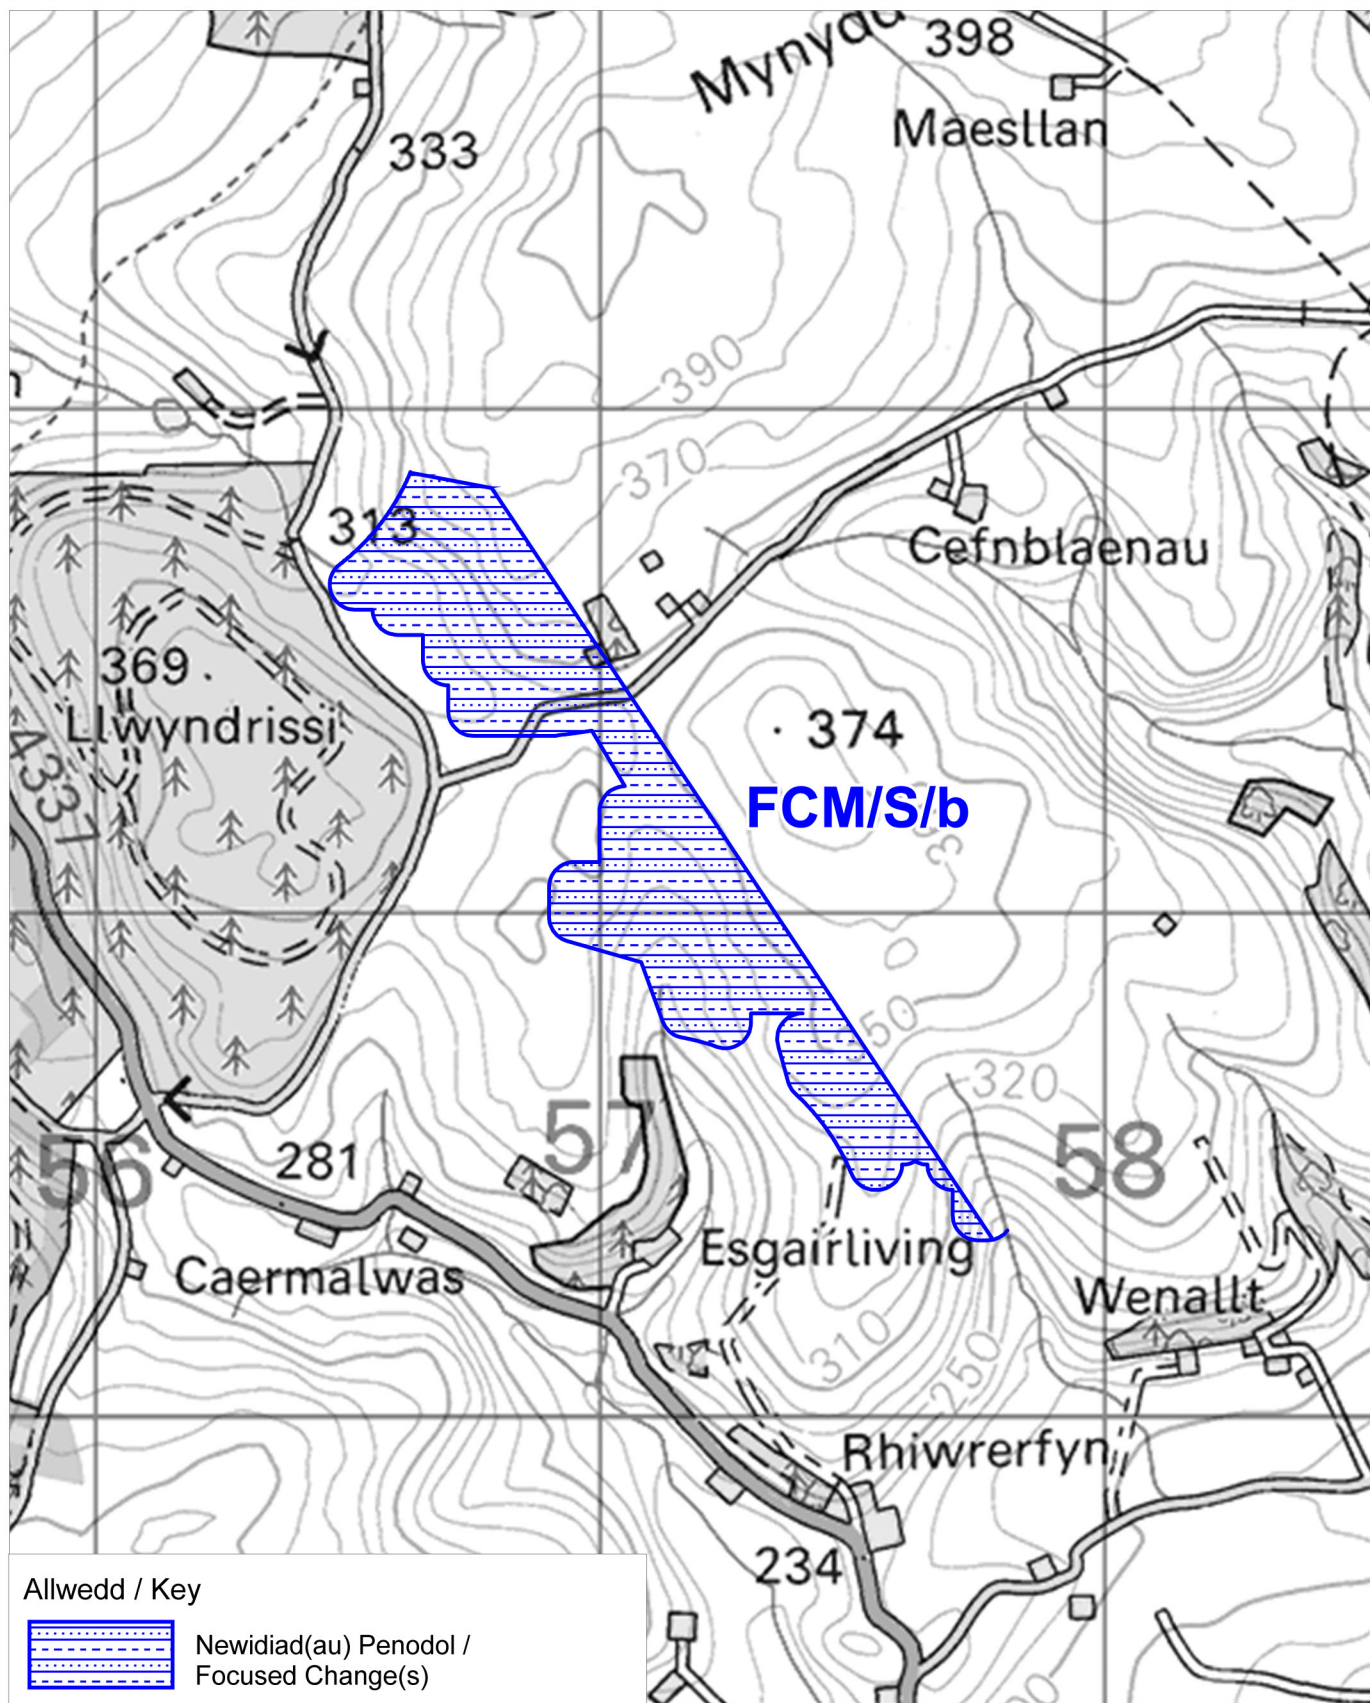 398
Maesllan
333
390
370
313
Cefnblaenau
369
374
Llwyndrissi
FCM/S/b
350
320
57
58
56
281
Esgairliving
Caermalwas
Wenallt
310
250
Rhiwrerfyn
234
Allwedd / Key
Newidiad(au) Penodol /
Focused Change(s)